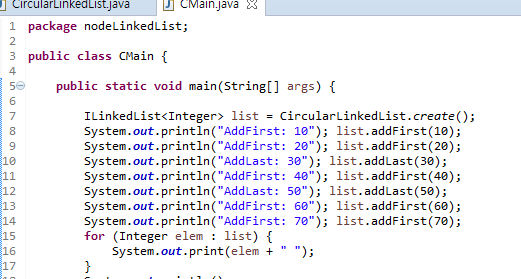 CircularLinkedList.java CMain.java
1 package nodeLinkedList;
2
3 public class CMain {
4
5 public static void main(String[] args) {
6
7 ILinkedList<Integer> list = CircularLinkedList.create();
8 System.out.println("AddFirst: 10"); list.addFirst(10);
9 System.out.println("AddFirst: 20"); list.addFirst(20);
10 System.out.println("AddLast: 30"); list.addLast(30);
11 System.out.println("AddFirst: 40"); list.addFirst(40);
12 System.out.println("AddLast: 50"); list.addLast(50);
13 System.out.println("AddFirst: 60"); list.addFirst(60);
14 System.out.println("AddFirst: 70"); list.addFirst(70);
15 for (Integer elem : list) {
16 System.out.print(elem + " ");
17 }